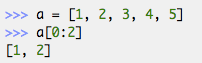 >>> a = [1, 2, 3, 4, 5]
>>> a[0:2]
[1, 2]